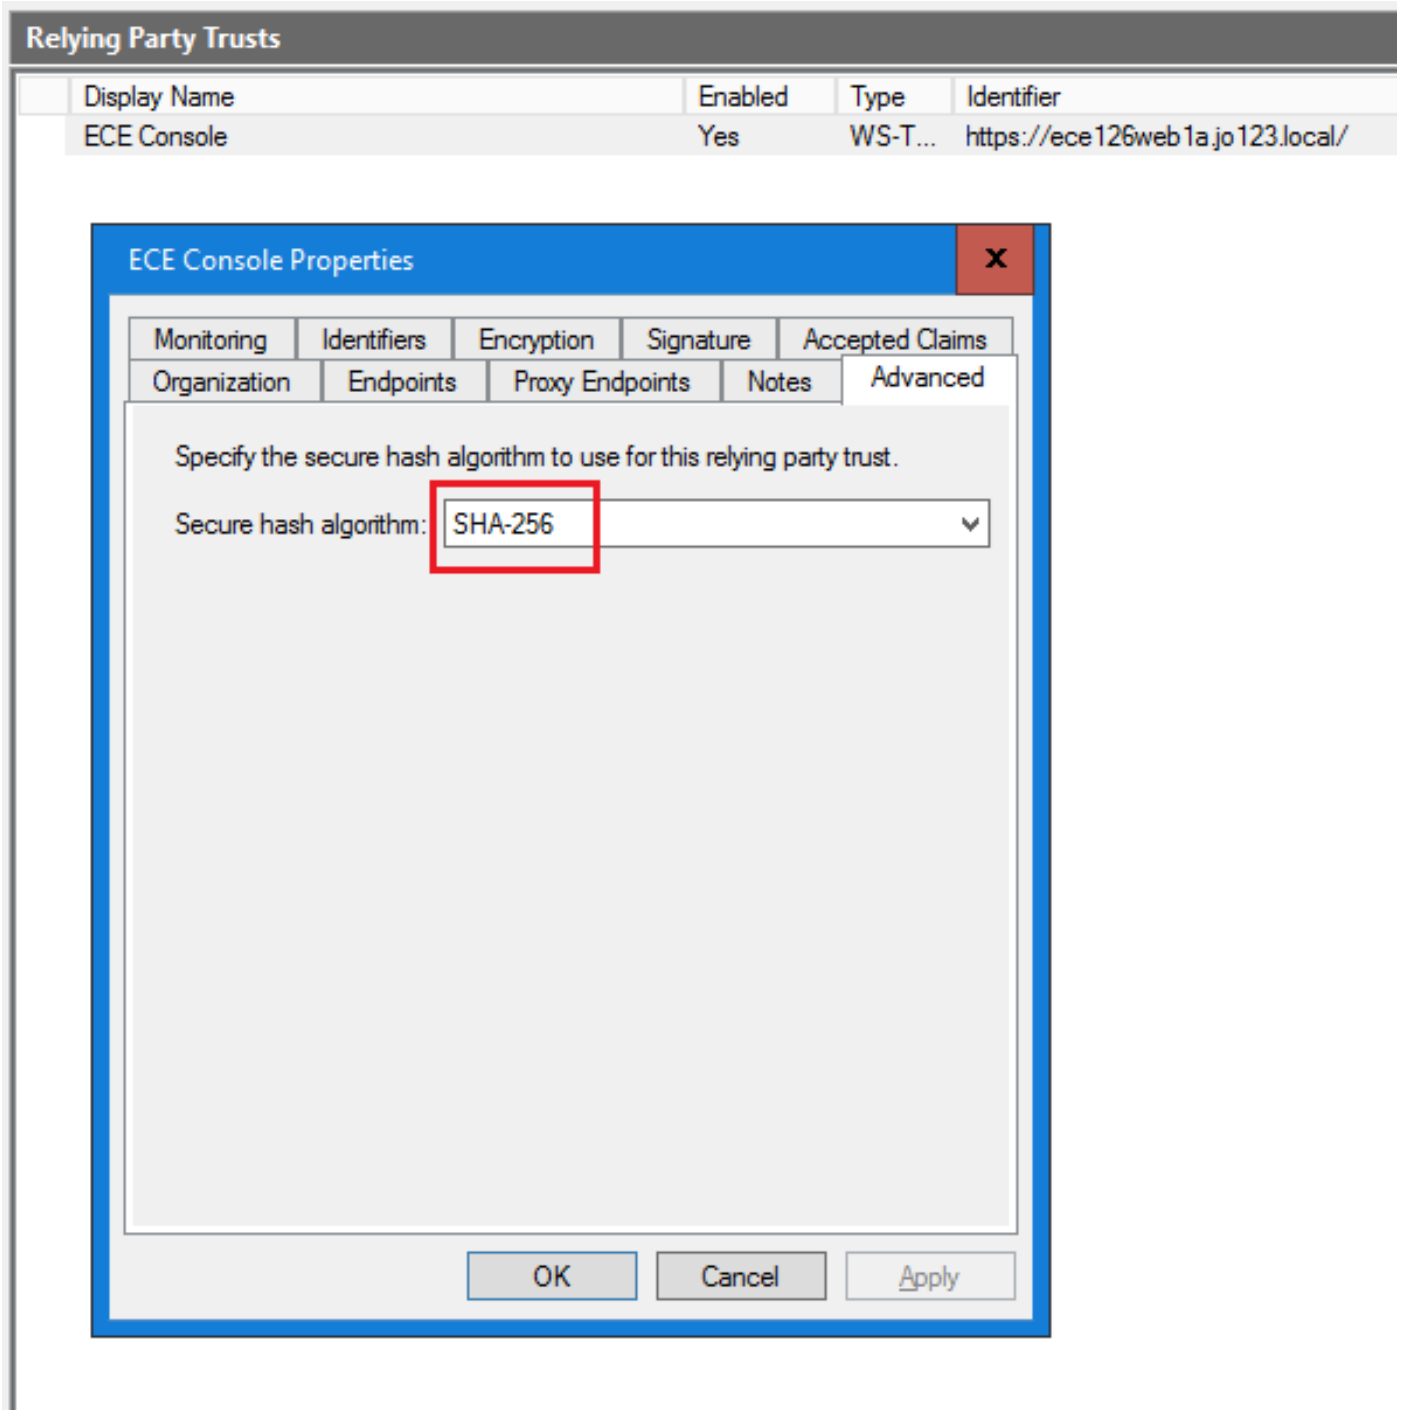 Relying Party Trusts
Display Name Enabled Type Identifier
ECE Console Yes WS-T... https://ece126web1a.jo123.local/
ECE Console Properties x
Monitoring Identifiers Encryption Signature Accepted Claims
Organization Endpoints Proxy Endpoints Notes Advanced
Specify the secure hash algorithm to use for this relying party trust.
Secure hash algorithm: SHA-256
OK Cancel Apply